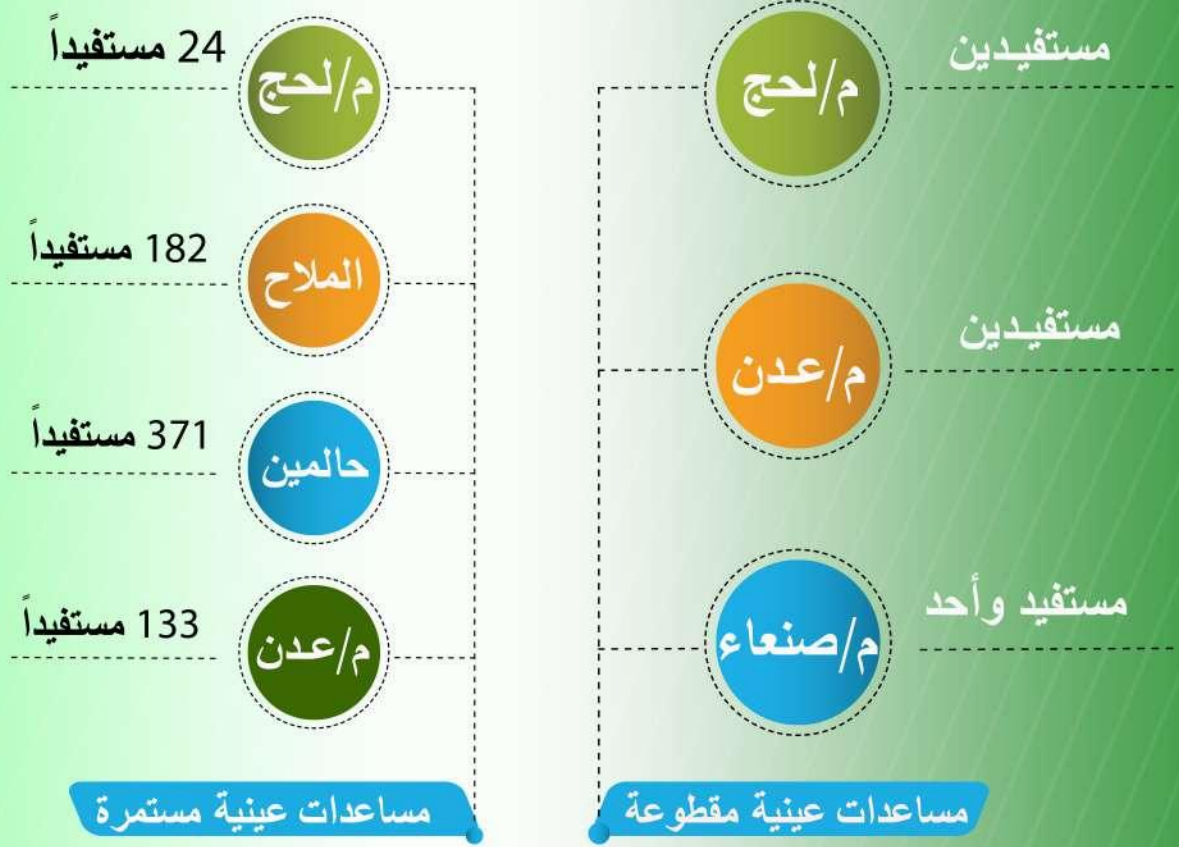 مستفيدين
م/لحج
مستفيدين
م/عدن
مستفيد وأحد
م/صنعاء
مساعدات عينية مقطوعة
م/لحج
24 مستفيداً
الملاح
182 مستفيداً
حالمين
371 مستفيداً
م/عدن
133 مستفيداً
مساعدات عينية مستمرة